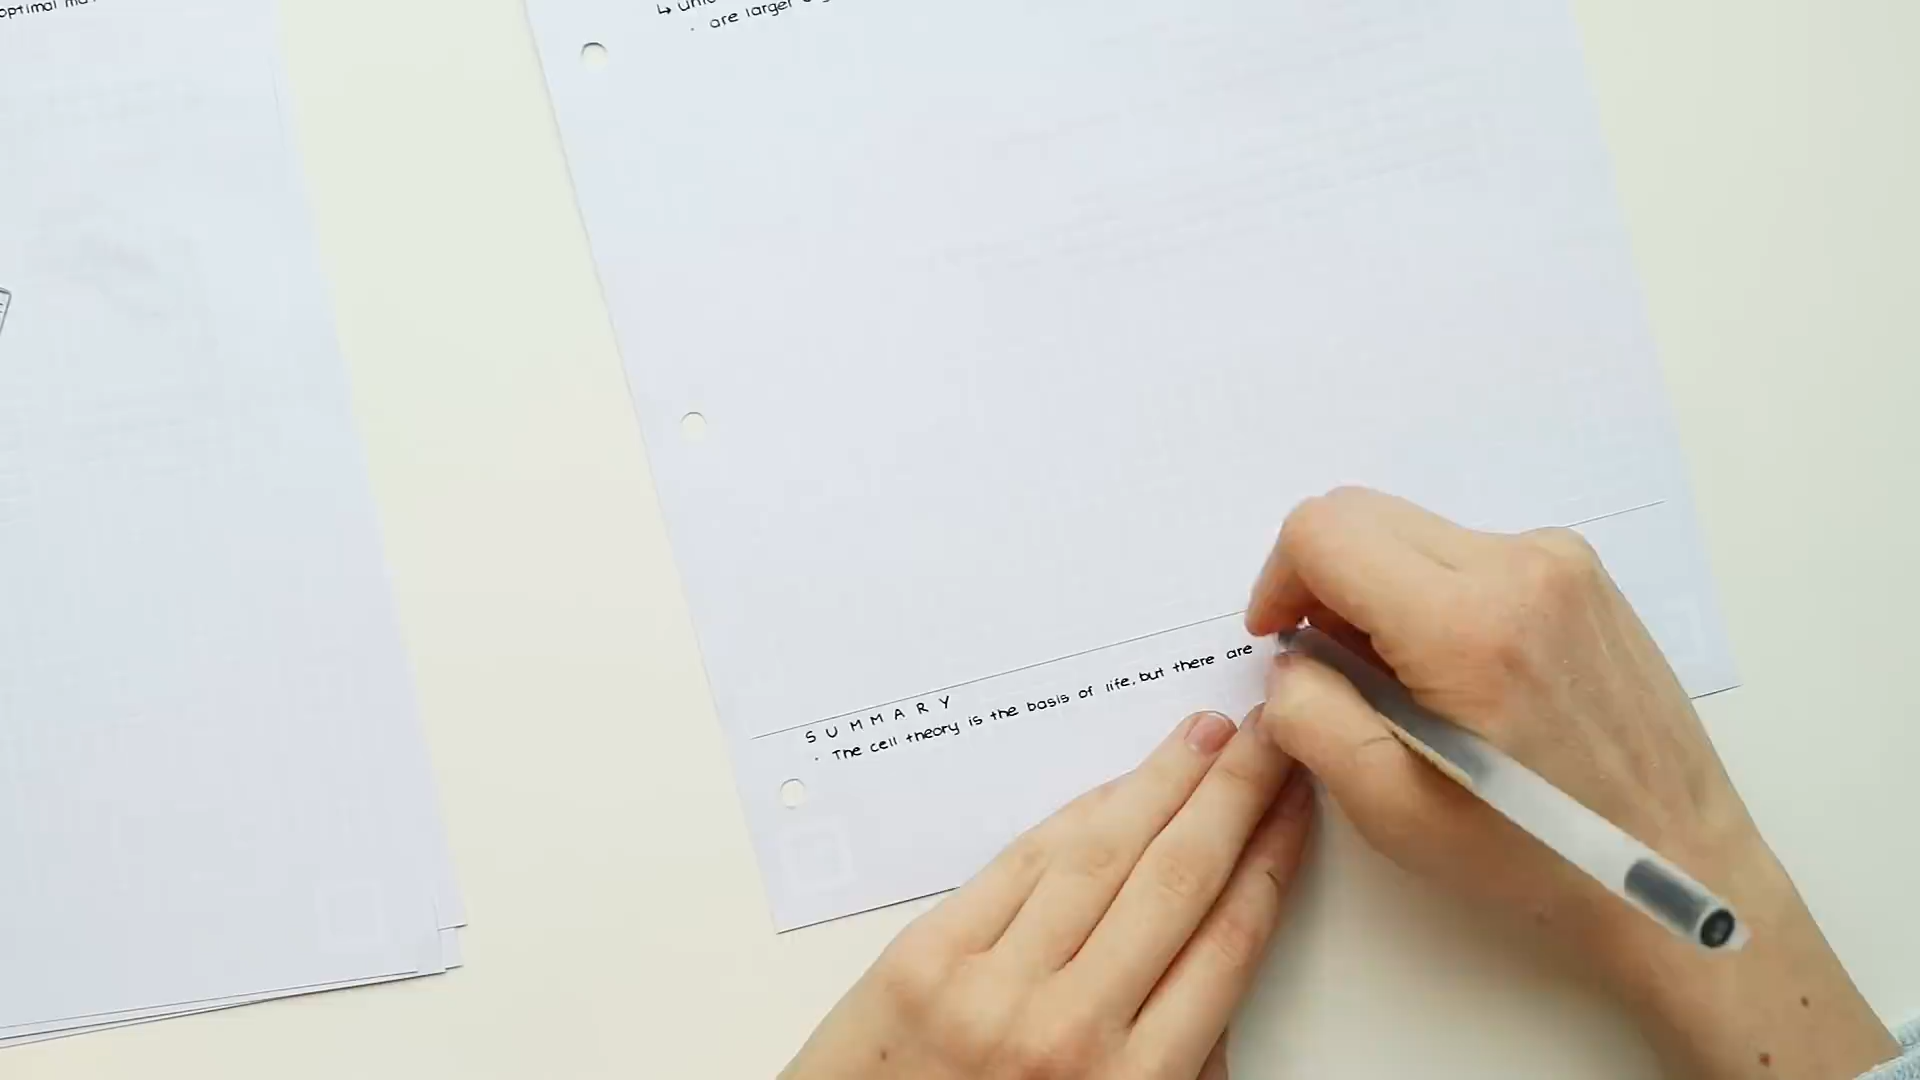 optimal
↳
· are larger
S U M M A R Y
· The cell theory is the basis of life, but there are